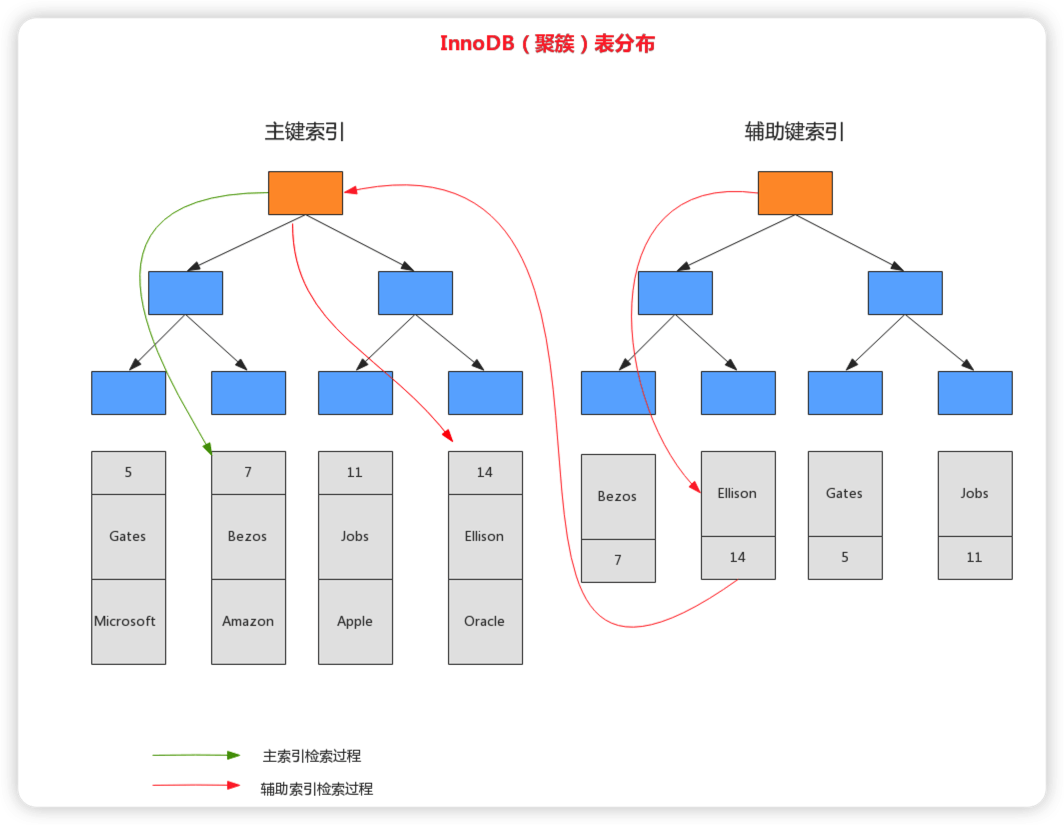 InnoDB（聚簇）表分布
主键索引
辅助键索引
5
7
11
14
Gates
Bezos
Jobs
Ellison
Microsoft
Amazon
Apple
Oracle
Bezos
Ellison
Gates
Jobs
7
14
5
11
主索引检索过程
辅助索引检索过程